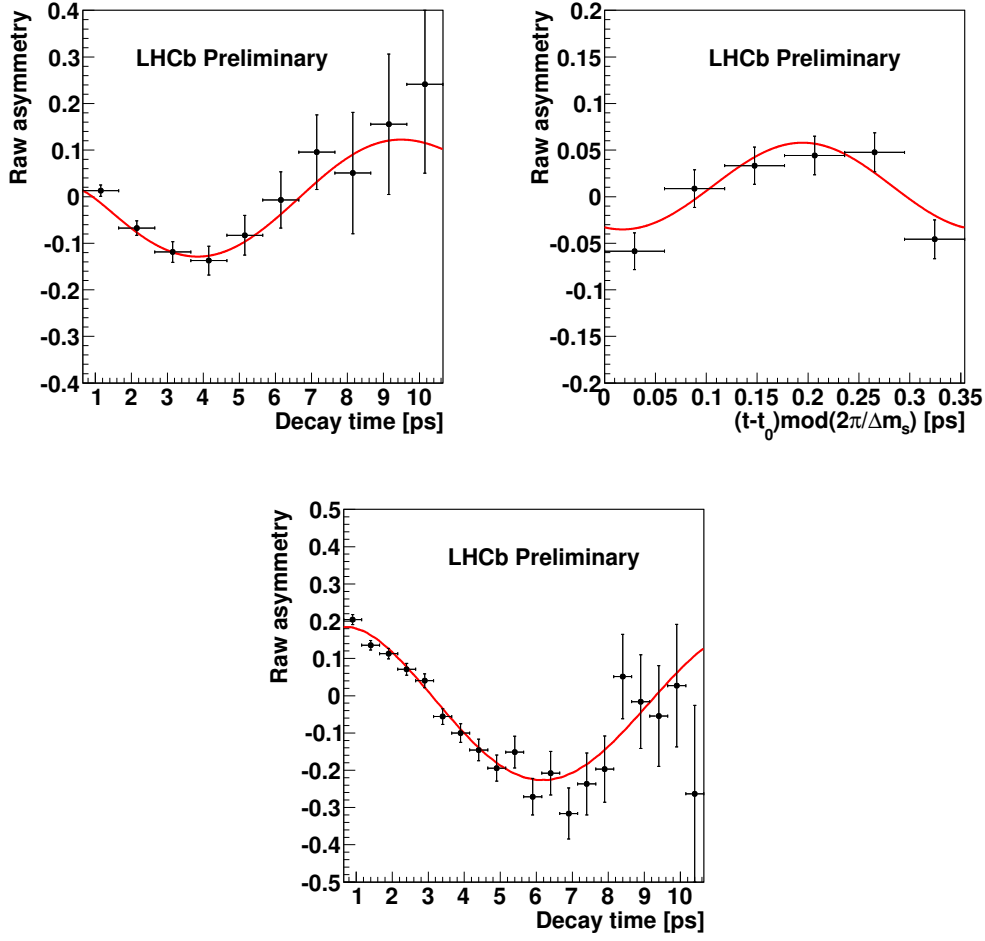 Raw asymmetry
LHCb Preliminary
0.4
0.3
0.2
0.1
0
-0.1
-0.2
-0.3
-0.4
1 2 3 4 5 6 7 8 9 10
Decay time [ps]
Raw asymmetry
LHCb Preliminary
0.2
0.15
0.1
0.05
0
-0.05
-0.1
-0.15
-0.2
0 0.05 0.1 0.15 0.2 0.25 0.3 0.35
(t-t0)mod(2π/Δms) [ps]
Raw asymmetry
LHCb Preliminary
0.5
0.4
0.3
0.2
0.1
0
-0.1
-0.2
-0.3
-0.4
-0.5
1 2 3 4 5 6 7 8 9 10
Decay time [ps]